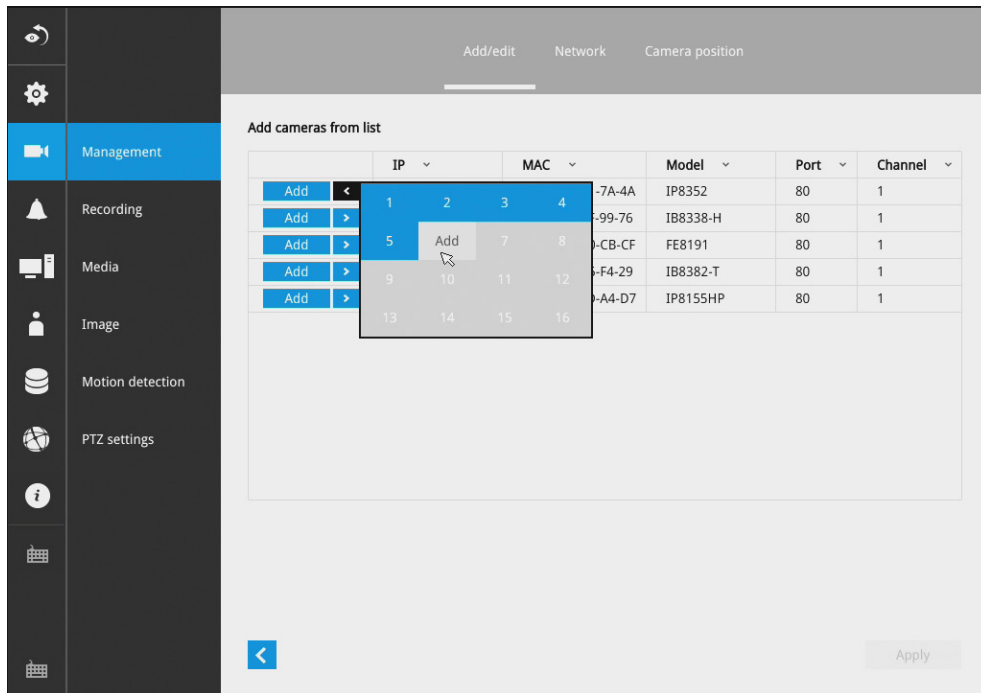 Add/edit Network Camera position
Add cameras from list
Management
Recording
Media
Image
Motion detection
PTZ settings
IP MAC Model Port Channel
Add < -7A-4A IP8352 80 1
Add > -99-76 IB8338-H 80 1
Add > -CB-CF FE8191 80 1
Add > -F4-29 IB8382-T 80 1
Add > -A4-D7 IP8155HP 80 1
1 2 3 4
5 Add 7 8
9 10 11 12
13 14 15 16
< Apply